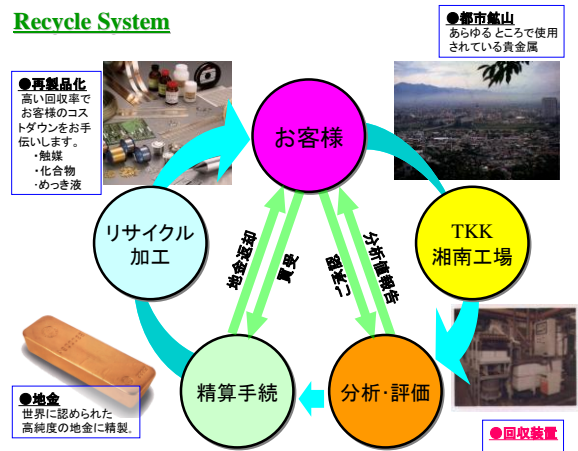 Recycle System
●都市鉱山
あらゆるところで使用
されている貴金属
●再製品化
高い回収率で
お客様のコス
トダウンをお手
伝いします。
・触媒
・化合物
・めっき液
お客様
リサイクル
加工
TKK
湘南工場
地金返却
買受
ご承認
分析値報告
精算手続
分析・評価
●地金
世界に認められた
高純度の地金に精製。
●回収装置